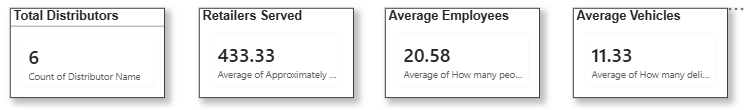 Total Distributors
6
Count of Distributor Name
Retailers Served
433.33
Average of Approximately ...
Average Employees
20.58
Average of How many peo...
Average Vehicles
11.33
Average of How many deli...